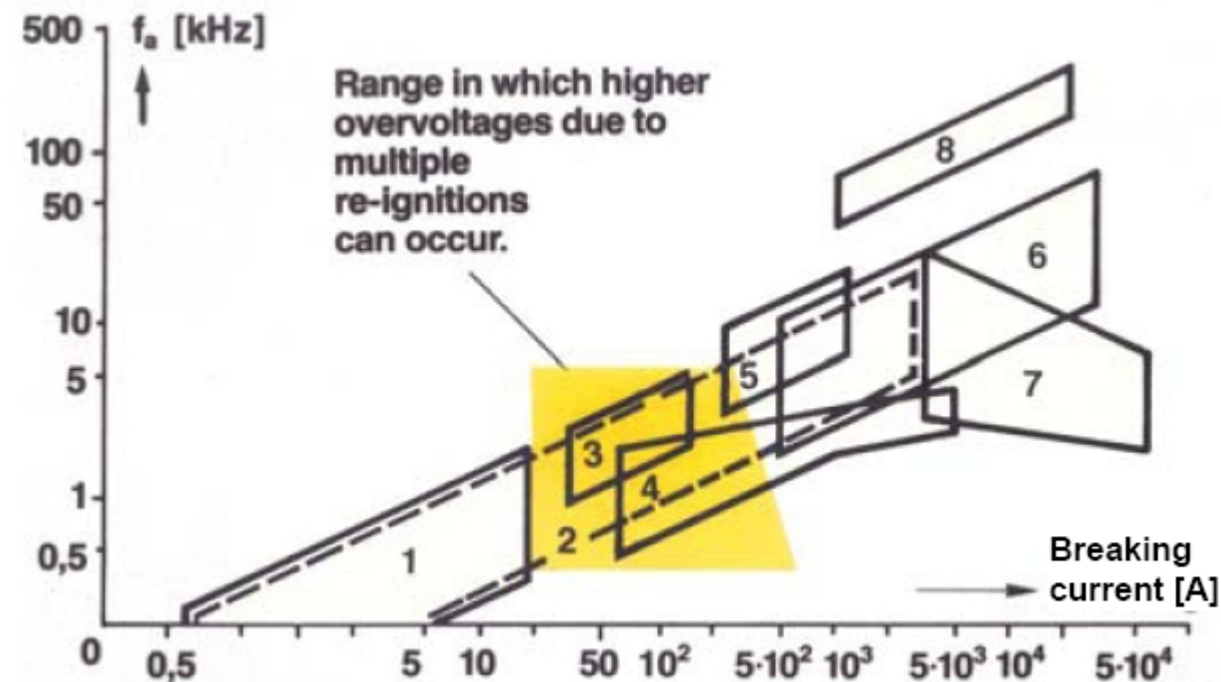 500 fa [kHz]
Range in which higher
overvoltages due to
multiple
re-ignitions
can occur.
100
50
10
5
1
0,5
0
8
6
5
7
3
4
2
1
Breaking
current [A]
0,5 5 10 50 10² 5·10² 10³ 5·10³ 10⁴ 5·10⁴